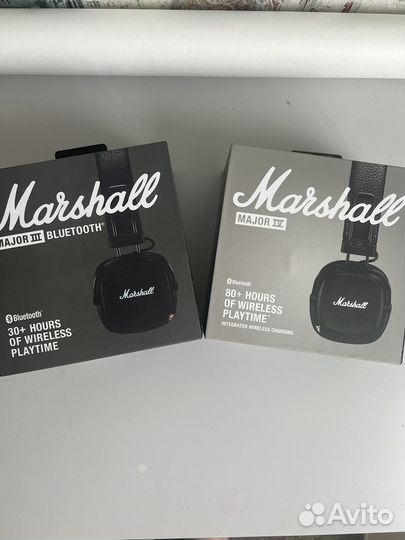 Marshall
MAJOR III BLUETOOTH®
Marshall
Bluetooth®
30+ HOURS
OF WIRELESS
PLAYTIME
Marshall
MAJOR IV
Marshall
Bluetooth®
80+ HOURS
OF WIRELESS
PLAYTIME*
INTEGRATED WIRELESS CHARGING
Avito